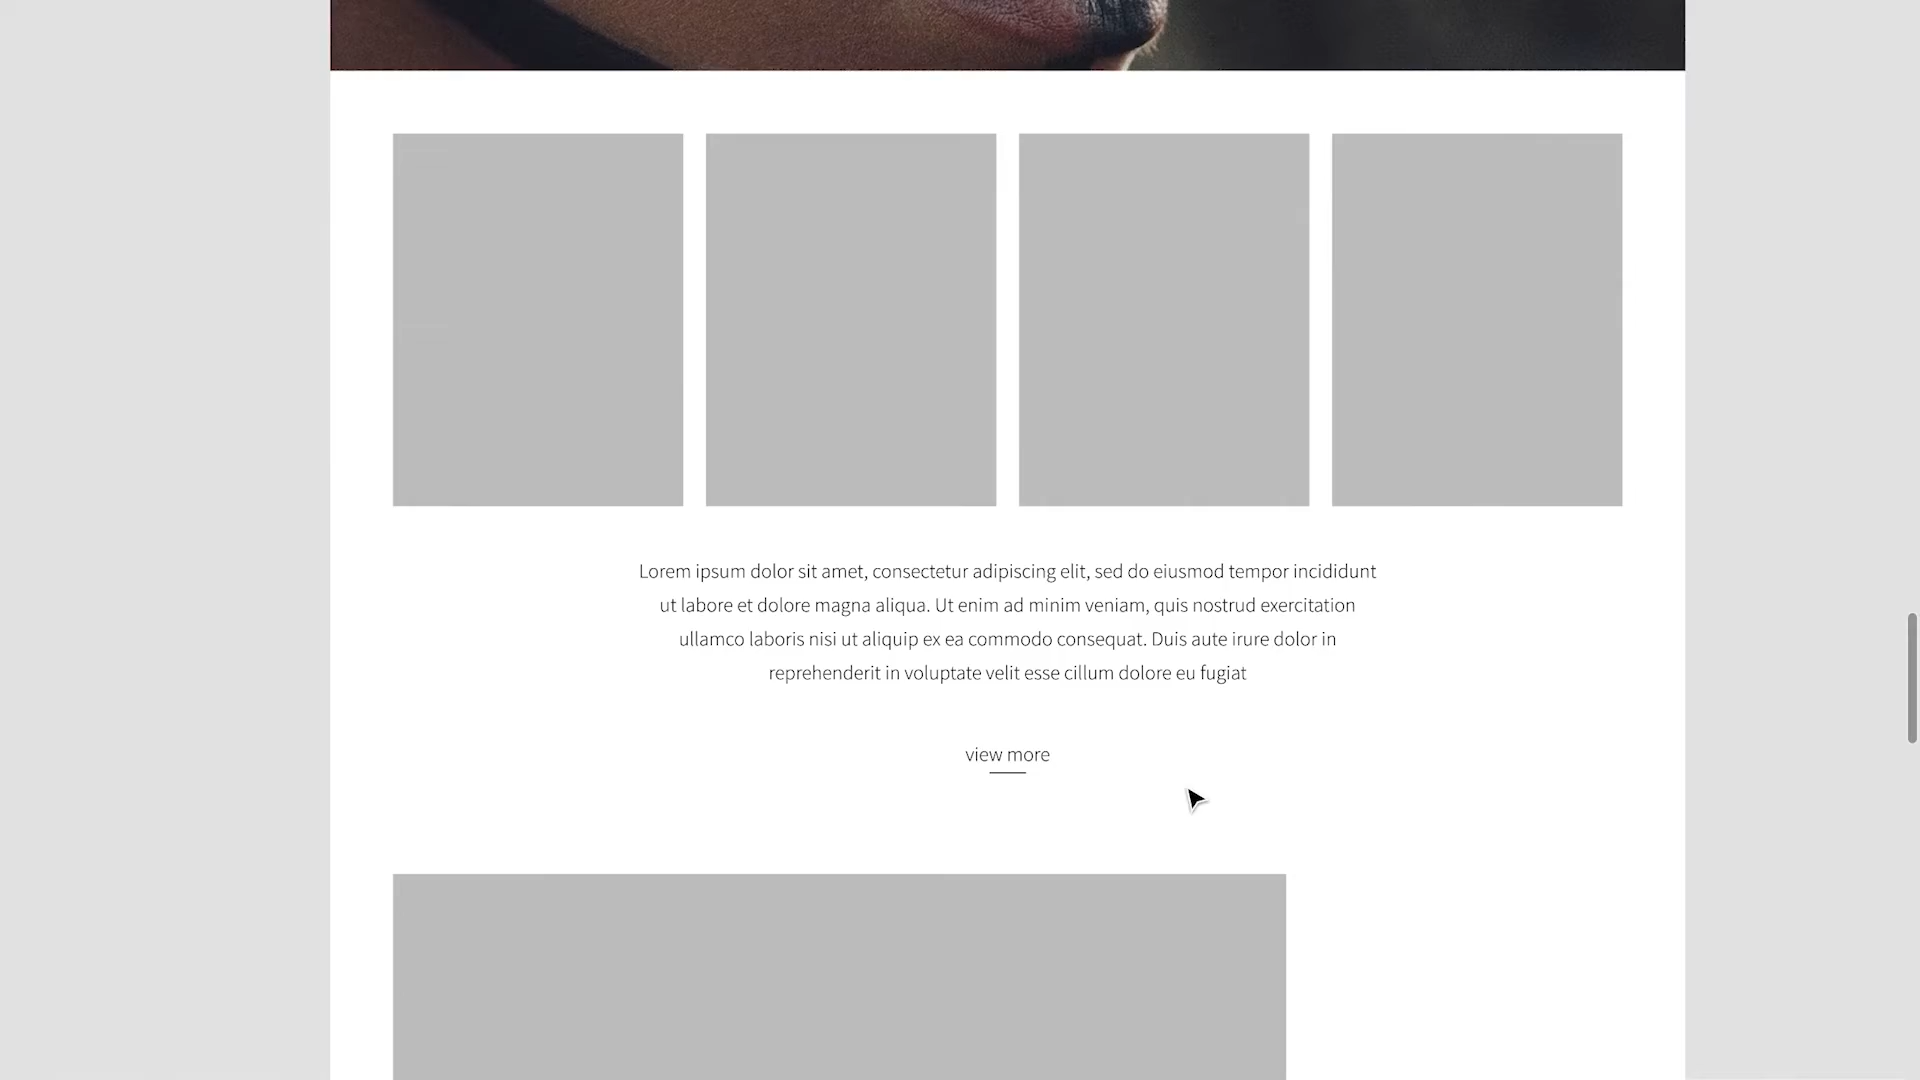 Lorem ipsum dolor sit amet, consectetur adipiscing elit, sed do eiusmod tempor incididunt
ut labore et dolore magna aliqua. Ut enim ad minim veniam, quis nostrud exercitation
ullamco laboris nisi ut aliquip ex ea commodo consequat. Duis aute irure dolor in
reprehenderit in voluptate velit esse cillum dolore eu fugiat
view more